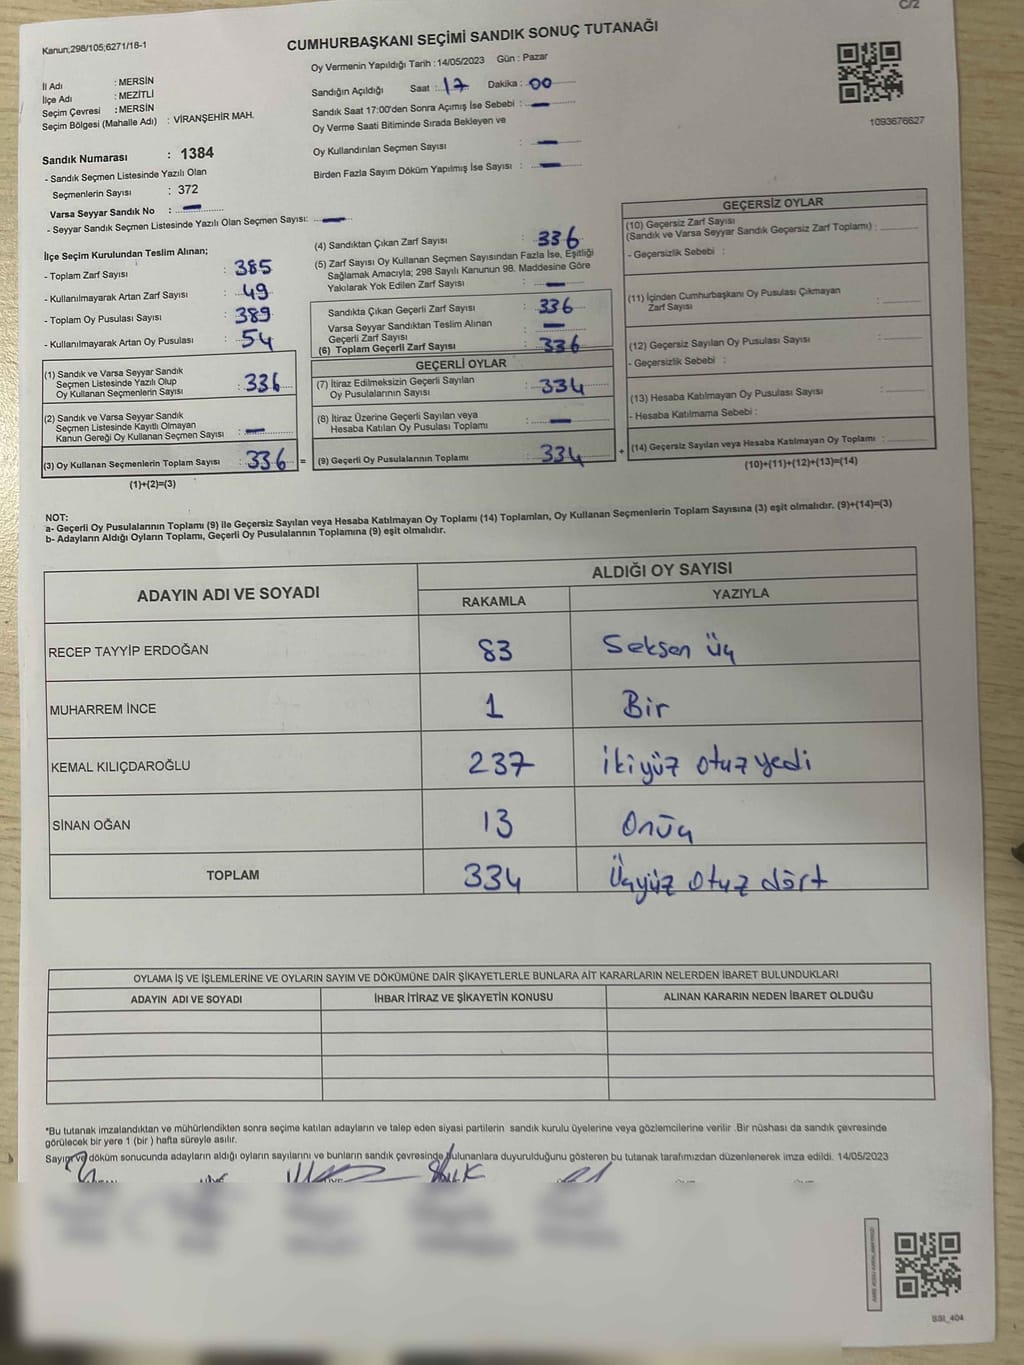 C/2
Kanun;298/105;6271/16-1
CUMHURBAŞKANI SEÇİMİ SANDIK SONUÇ TUTANAĞI
Oy Vermenin Yapıldığı Tarih :14/05/2023 Gün : Pazar
İl Adı : MERSİN
İlçe Adı : MEZİTLİ
Seçim Çevresi : MERSİN
Seçim Bölgesi (Mahalle Adı) : VİRANŞEHİR MAH.
Sandığın Açıldığı Saat : 17 Dakika : 00
Sandık Saat 17:00'den Sonra Açımış İse Sebebi : —
Oy Verme Saati Bitiminde Sırada Bekleyen ve
Oy Kullandırılan Seçmen Sayısı : —
Birden Fazla Sayım Döküm Yapılmış İse Sayısı : —
1093676627
Sandık Numarası : 1384
- Sandık Seçmen Listesinde Yazılı Olan
Seçmenlerin Sayısı : 372
Varsa Seyyar Sandık No : —
- Seyyar Sandık Seçmen Listesinde Yazılı Olan Seçmen Sayısı: —
İlçe Seçim Kurulundan Teslim Alınan;
- Toplam Zarf Sayısı : 385
- Kullanılmayarak Artan Zarf Sayısı : 49
- Toplam Oy Pusulası Sayısı : 389
- Kullanılmayarak Artan Oy Pusulası : 54
(1) Sandık ve Varsa Seyyar Sandık
Seçmen Listesinde Yazılı Olup
Oy Kullanan Seçmenlerin Sayısı : 336
(2) Sandık ve Varsa Seyyar Sandık
Seçmen Listesinde Kayıtlı Olmayan
Kanun Gereği Oy Kullanan Seçmen Sayısı : —
(3) Oy Kullanan Seçmenlerin Toplam Sayısı : 336 =
(1)+(2)=(3)
(4) Sandıktan Çıkan Zarf Sayısı : 336
(5) Zarf Sayısı Oy Kullanan Seçmen Sayısından Fazla İse, Eşitliği
Sağlamak Amacıyla; 298 Sayılı Kanunun 98. Maddesine Göre
Yakılarak Yok Edilen Zarf Sayısı : —
Sandıkta Çıkan Geçerli Zarf Sayısı : 336
Varsa Seyyar Sandıktan Teslim Alınan
Geçerli Zarf Sayısı : —
(6) Toplam Geçerli Zarf Sayısı : 336
GEÇERLİ OYLAR
(7) İtiraz Edilmeksizin Geçerli Sayılan
Oy Pusulalarının Sayısı : 334
(8) İtiraz Üzerine Geçerli Sayılan veya
Hesaba Katılan Oy Pusulası Toplamı : —
(9) Geçerli Oy Pusulalarının Toplamı : 334 +
GEÇERSİZ OYLAR
(10) Geçersiz Zarf Sayısı
(Sandık ve Varsa Seyyar Sandık Geçersiz Zarf Toplamı) :
- Geçersizlik Sebebi :
(11) İçinden Cumhurbaşkanı Oy Pusulası Çıkmayan
Zarf Sayısı :
(12) Geçersiz Sayılan Oy Pusulası Sayısı :
- Geçersizlik Sebebi :
(13) Hesaba Katılmayan Oy Pusulası Sayısı :
- Hesaba Katılmama Sebebi :
(14) Geçersiz Sayılan veya Hesaba Katılmayan Oy Toplamı :
(10)+(11)+(12)+(13)=(14)
NOT:
a- Geçerli Oy Pusulalarının Toplamı (9) ile Geçersiz Sayılan veya Hesaba Katılmayan Oy Toplamı (14) Toplamları, Oy Kullanan Seçmenlerin Toplam Sayısına (3) eşit olmalıdır. (9)+(14)=(3)
b- Adayların Aldığı Oyların Toplamı, Geçerli Oy Pusulalarının Toplamına (9) eşit olmalıdır.
ADAYIN ADI VE SOYADI
ALDIĞI OY SAYISI
RAKAMLA YAZIYLA
RECEP TAYYİP ERDOĞAN 83 Seksen Üç
MUHARREM İNCE 1 Bir
KEMAL KILIÇDAROĞLU 237 ikiyüz otuz yedi
SİNAN OĞAN 13 Onüç
TOPLAM 334 Üçyüz otuz dört
OYLAMA İŞ VE İŞLEMLERİNE VE OYLARIN SAYIM VE DÖKÜMÜNE DAİR ŞİKAYETLERLE BUNLARA AİT KARARLARIN NELERDEN İBARET BULUNDUKLARI
ADAYIN ADI VE SOYADI İHBAR İTİRAZ VE ŞİKAYETİN KONUSU ALINAN KARARIN NEDEN İBARET OLDUĞU
*Bu tutanak imzalandıktan ve mühürlendikten sonra seçime katılan adayların ve talep eden siyasi partilerin sandık kurulu üyelerine veya gözlemcilerine verilir .Bir nüshası da sandık çevresinde
görülecek bir yere 1 (bir ) hafta süreyle asılır.
Sayım ve döküm sonucunda adayların aldığı oyların sayılarını ve bunların sandık çevresinde bulunanlara duyurulduğunu gösteren bu tutanak tarafımızdan düzenlenerek imza edildi. 14/05/2023